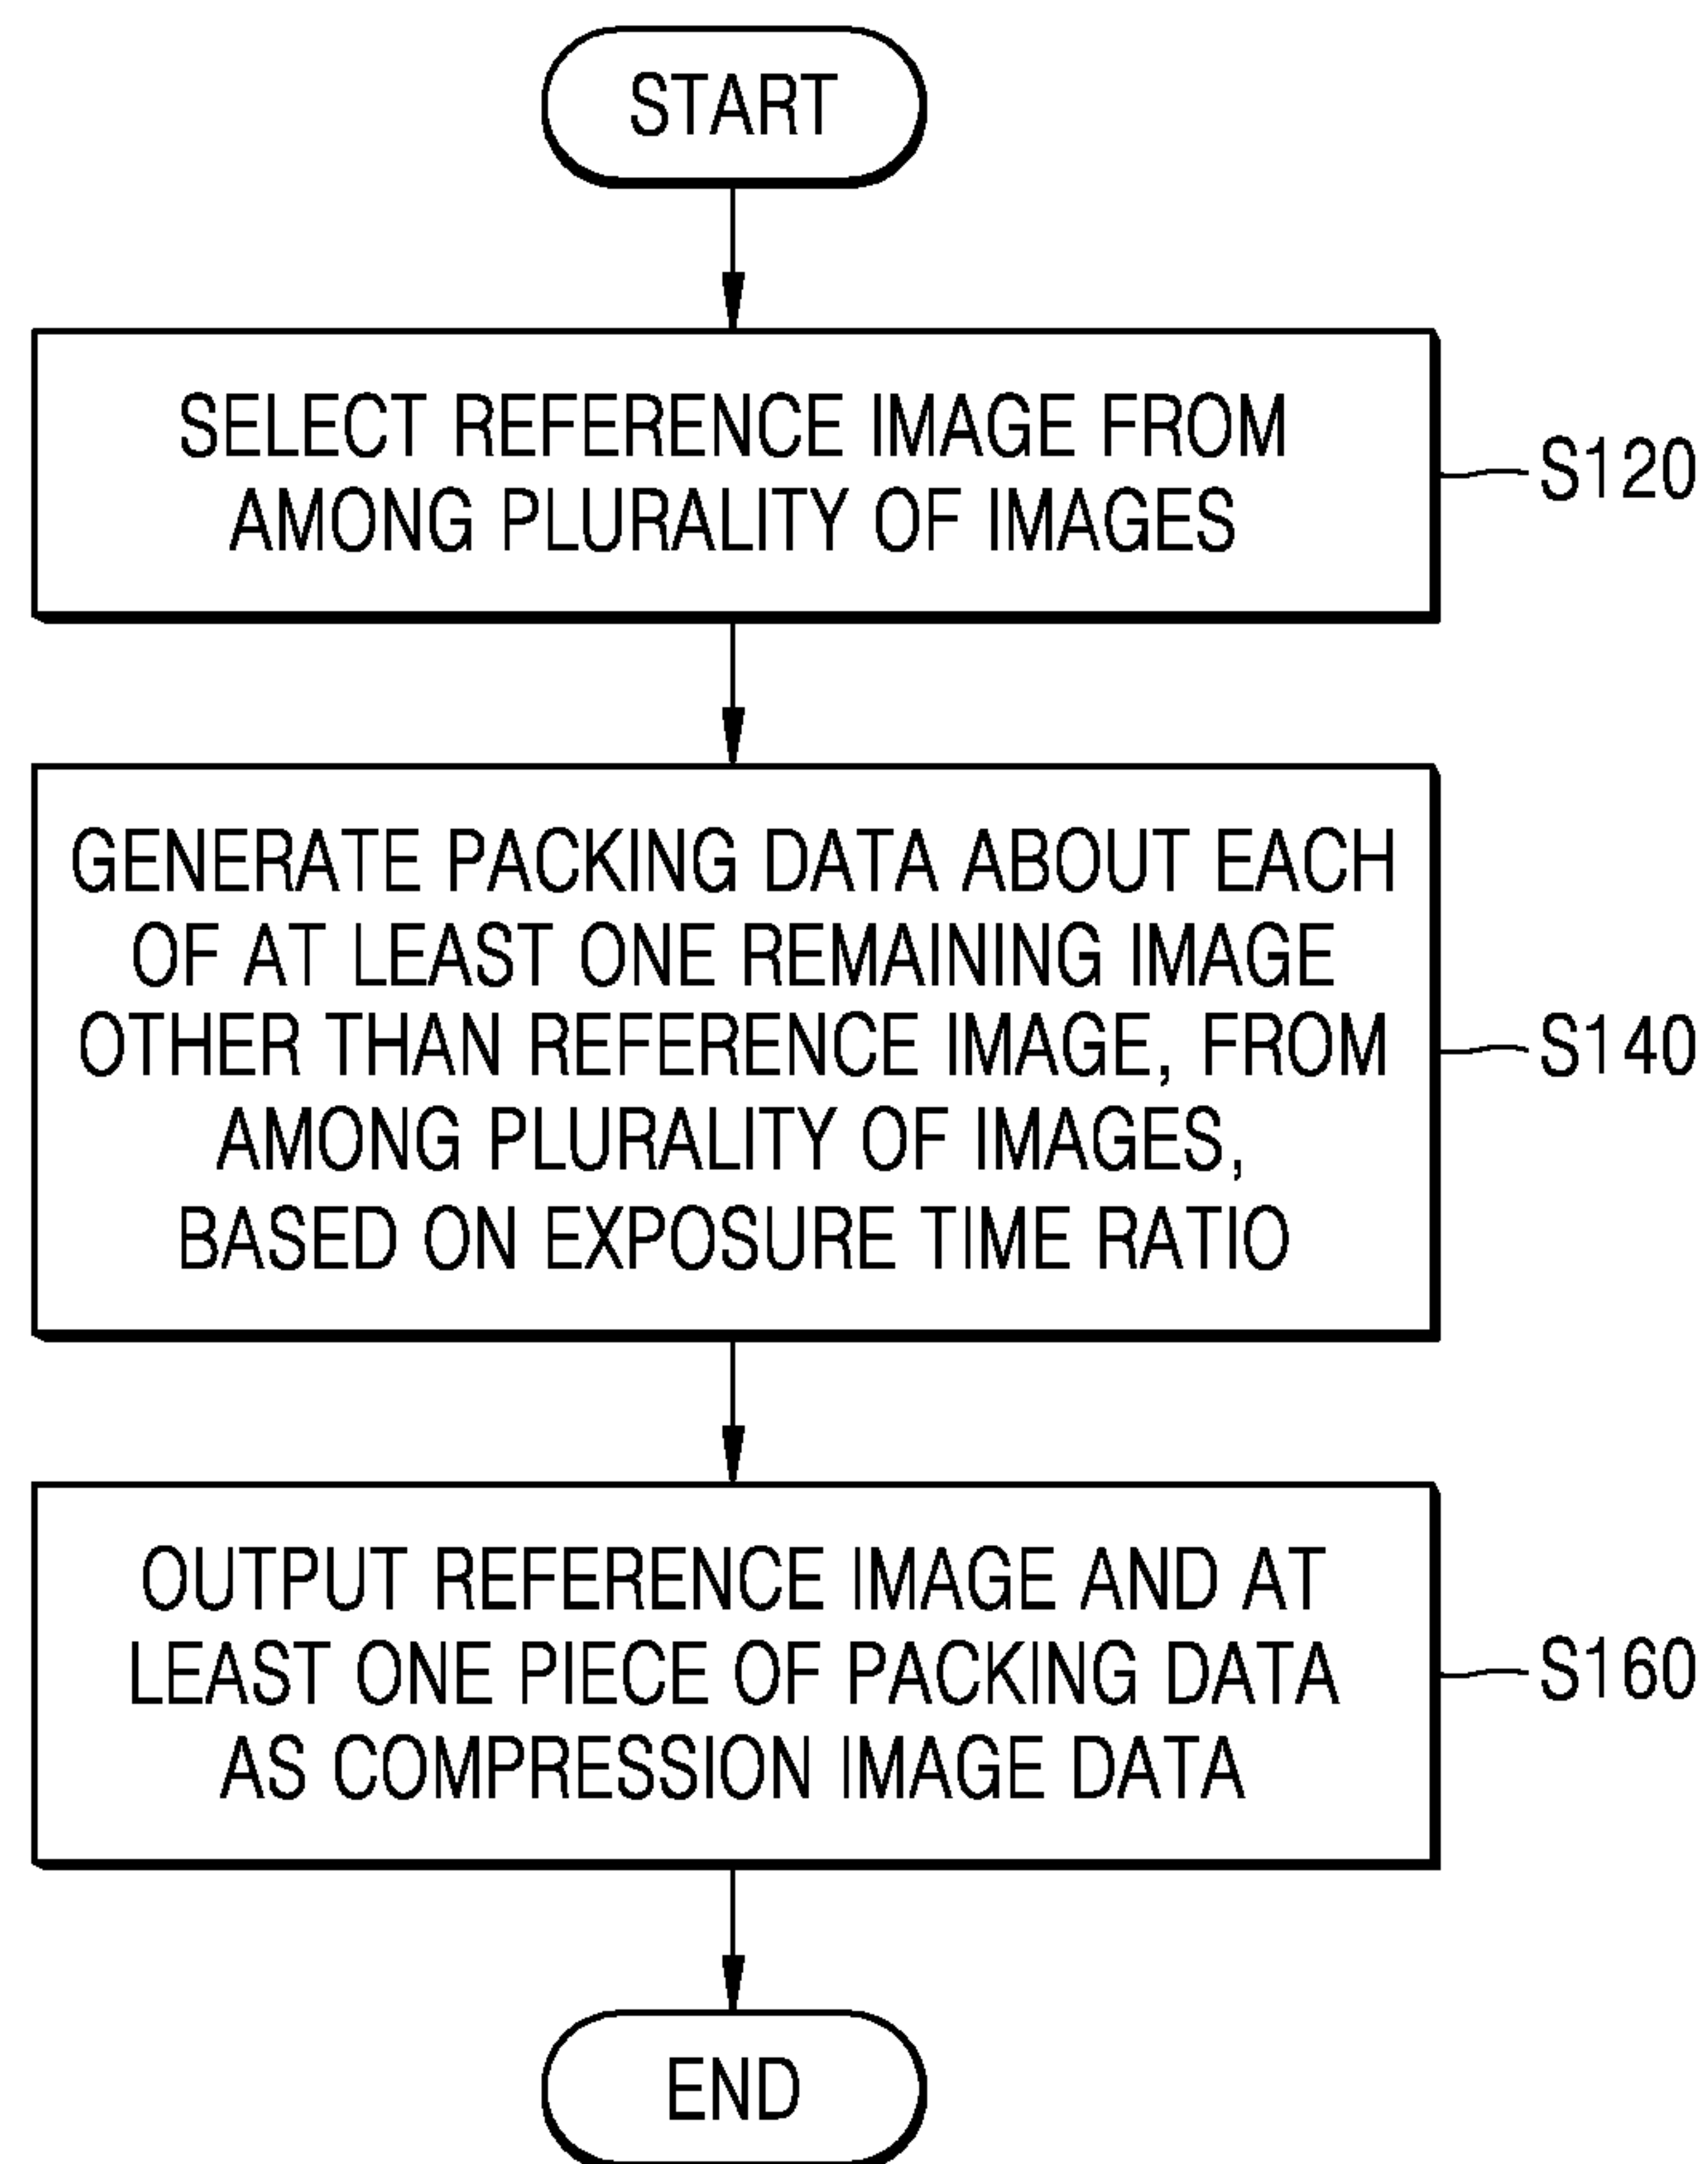 START
SELECT REFERENCE IMAGE FROM
AMONG PLURALITY OF IMAGES
S120
GENERATE PACKING DATA ABOUT EACH
OF AT LEAST ONE REMAINING IMAGE
OTHER THAN REFERENCE IMAGE, FROM
AMONG PLURALITY OF IMAGES,
BASED ON EXPOSURE TIME RATIO
S140
OUTPUT REFERENCE IMAGE AND AT
LEAST ONE PIECE OF PACKING DATA
AS COMPRESSION IMAGE DATA
S160
END